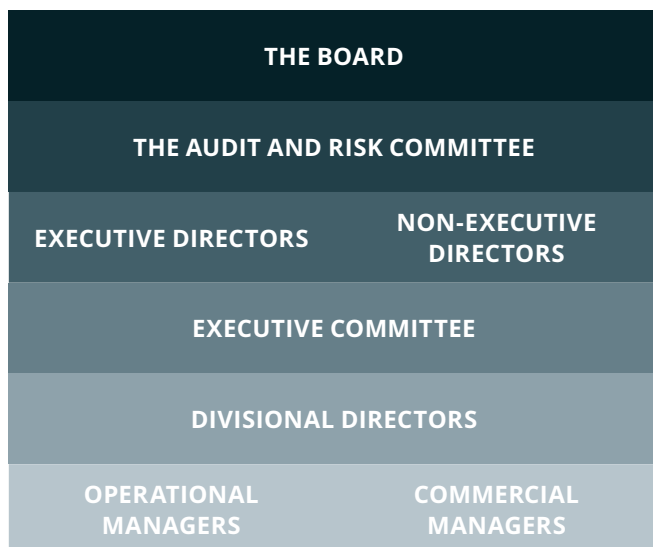 THE BOARD
THE AUDIT AND RISK COMMITTEE
EXECUTIVE DIRECTORS
NON-EXECUTIVE
DIRECTORS
EXECUTIVE COMMITTEE
DIVISIONAL DIRECTORS
OPERATIONAL
MANAGERS
COMMERCIAL
MANAGERS